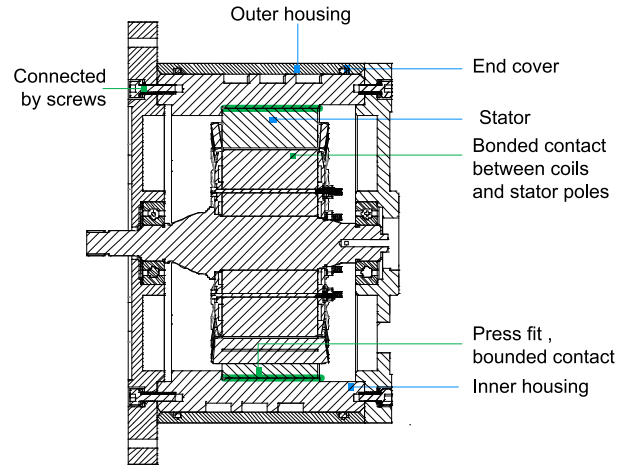 Outer housing
Connected
by screws
End cover
Stator
Bonded contact
between coils
and stator poles
Press fit ,
bounded contact
Inner housing